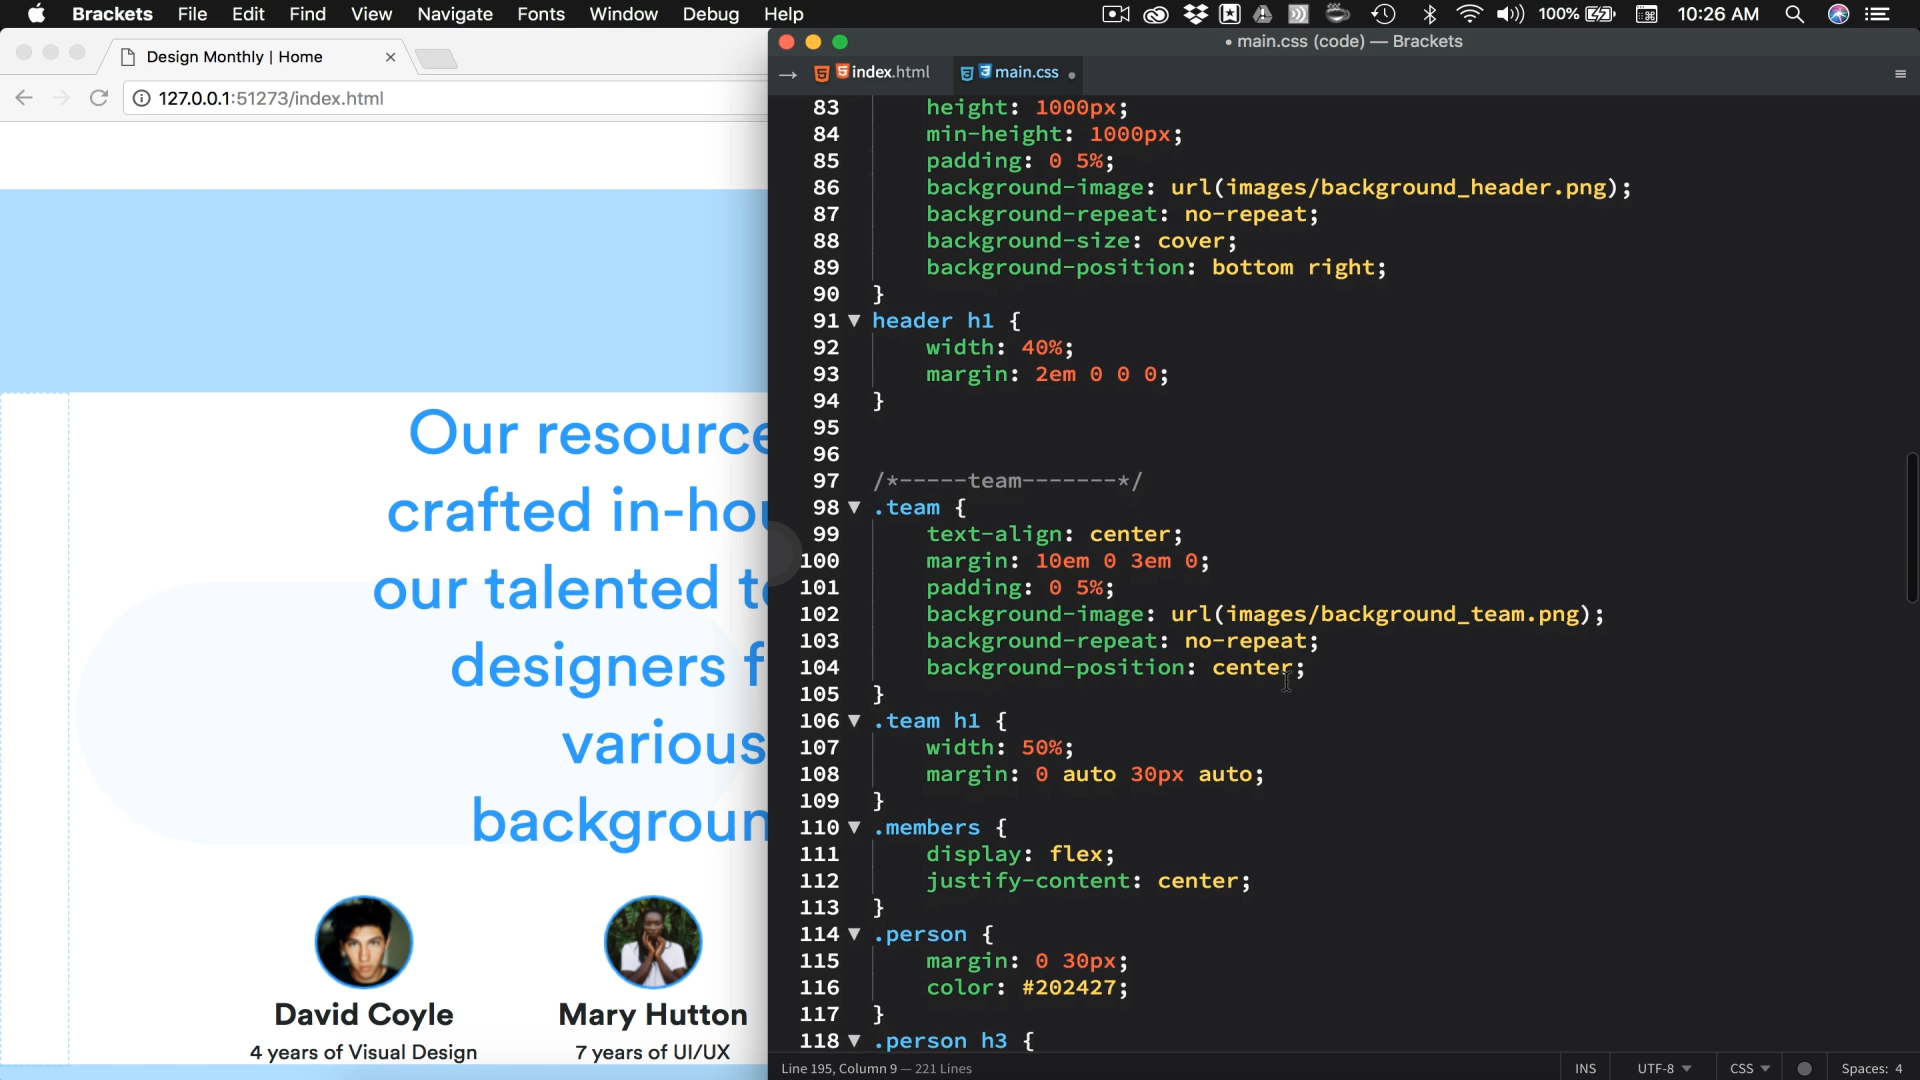 Brackets File Edit Find View Navigate Fonts Window Debug Help 100% 10:26 AM
Design Monthly | Home
127.0.0.1:51273/index.html
Our resource
crafted in-hou
our talented te
designers f
various
backgroun
David Coyle
4 years of Visual Design
Mary Hutton
7 years of UI/UX
• main.css (code) — Brackets
index.html main.css
83 height: 1000px;
84 min-height: 1000px;
85 padding: 0 5%;
86 background-image: url(images/background_header.png);
87 background-repeat: no-repeat;
88 background-size: cover;
89 background-position: bottom right;
90 }
91 header h1 {
92 width: 40%;
93 margin: 2em 0 0 0;
94 }
95
96
97 /*-----team-------*/
98 .team {
99 text-align: center;
100 margin: 10em 0 3em 0;
101 padding: 0 5%;
102 background-image: url(images/background_team.png);
103 background-repeat: no-repeat;
104 background-position: center;
105 }
106 .team h1 {
107 width: 50%;
108 margin: 0 auto 30px auto;
109 }
110 .members {
111 display: flex;
112 justify-content: center;
113 }
114 .person {
115 margin: 0 30px;
116 color: #202427;
117 }
118 .person h3 {
Line 195, Column 9 — 221 Lines INS UTF-8 CSS Spaces: 4